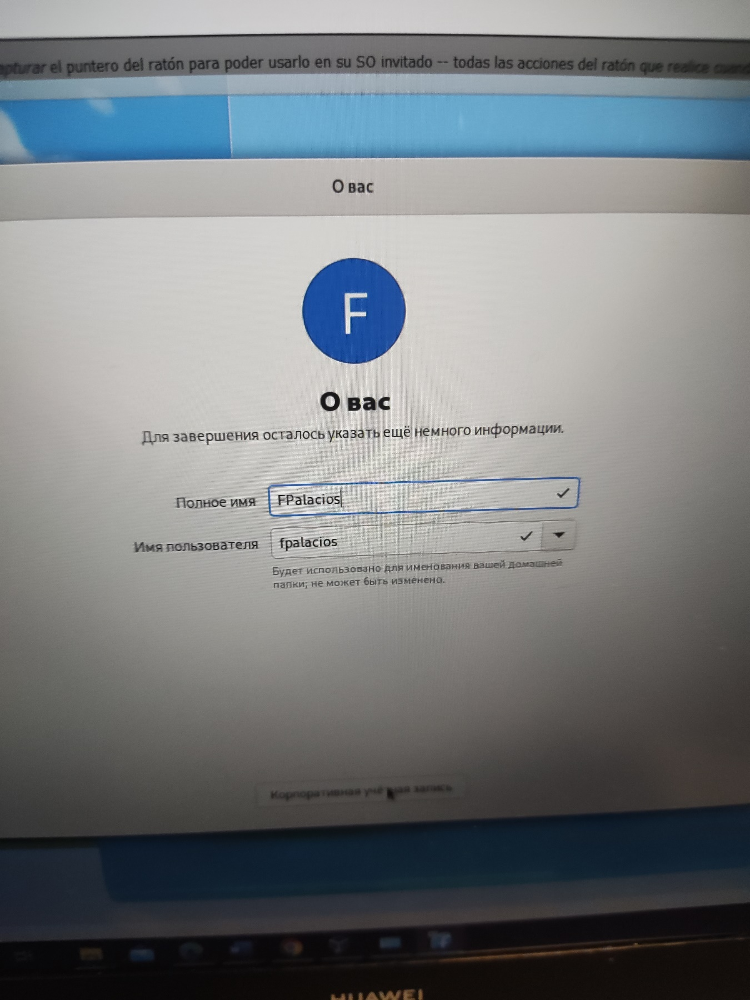 apturar el puntero del ratón para poder usarlo en su SO invitado -- todas las acciones del ratón que realice
О вас
F
О вас
Для завершения осталось указать ещё немного информации.
Полное имя FPalacios
Имя пользователя fpalacios
Будет использовано для именования вашей домашней
папки; не может быть изменено.
Корпоративная учётная запись
HUAWEI